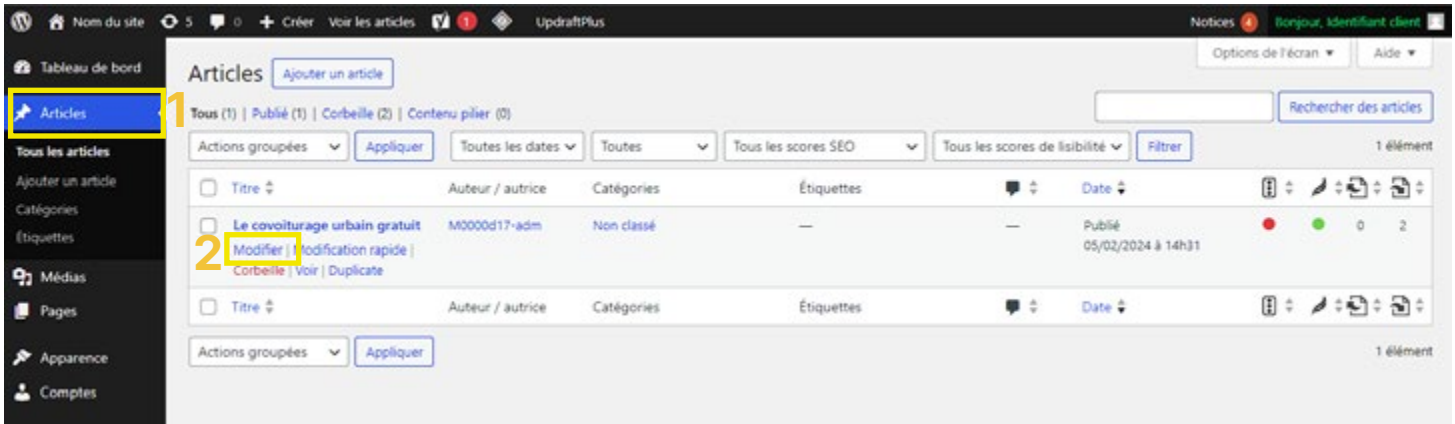 Nom du site 5 0 + Créer Voir les articles 1 UpdraftPlus Notices 4 Bonjour, Identifiant client
Options de l'écran ▼ Aide ▼
Tableau de bord
Articles Ajouter un article
1
Articles
Tous (1) | Publié (1) | Corbeille (2) | Contenu pilier (0)
Rechercher des articles
Tous les articles
Actions groupées Appliquer Toutes les dates Toutes Tous les scores SEO Tous les scores de lisibilité Filtrer 1 élément
Ajouter un article
Titre Auteur / autrice Catégories Étiquettes Date
Catégories
Étiquettes
Le covoiturage urbain gratuit M0000d17-adm Non classé — — Publié 0 2
05/02/2024 à 14h31
2
Modifier | Modification rapide |
Corbeille | Voir | Duplicate
Médias
Pages
Titre Auteur / autrice Catégories Étiquettes Date
Apparence
Actions groupées Appliquer 1 élément
Comptes